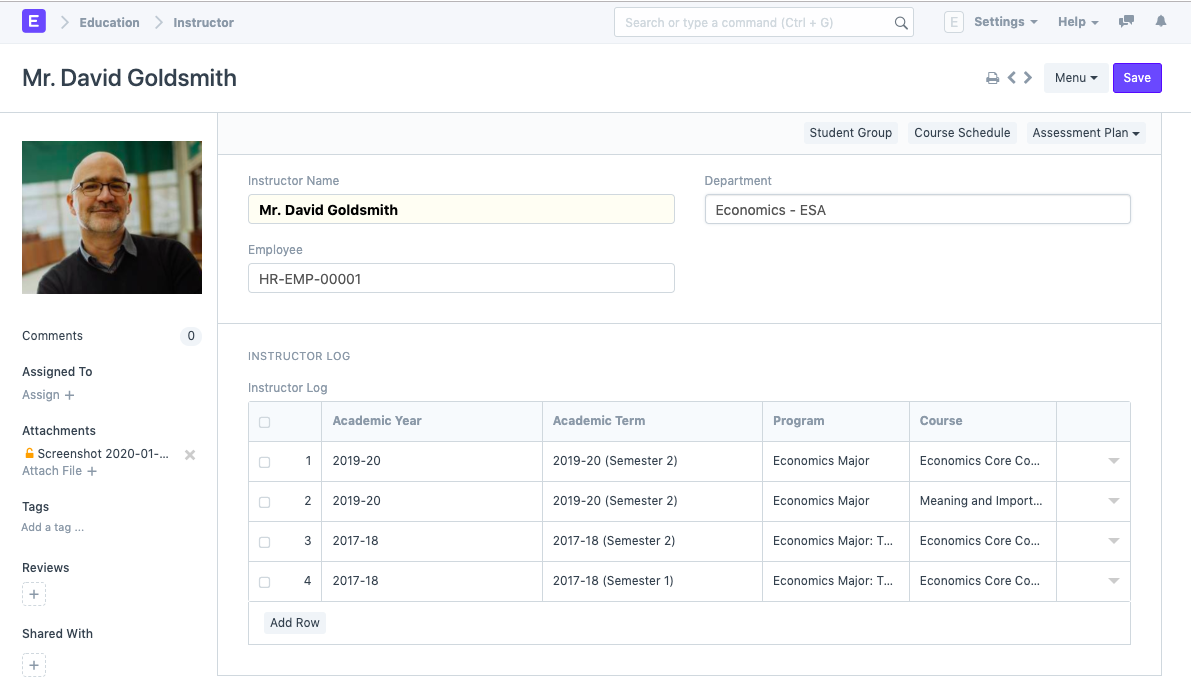 E Education Instructor Search or type a command (Ctrl + G) E Settings Help
Mr. David Goldsmith Menu Save
Student Group Course Schedule Assessment Plan
Instructor Name Department
Mr. David Goldsmith Economics - ESA
Employee
HR-EMP-00001
Comments 0
Assigned To
Assign +
Attachments
Screenshot 2020-01-...
Attach File +
Tags
Add a tag ...
Reviews
+
Shared With
+
INSTRUCTOR LOG
Instructor Log
Academic Year Academic Term Program Course
1 2019-20 2019-20 (Semester 2) Economics Major Economics Core Co...
2 2019-20 2019-20 (Semester 2) Economics Major Meaning and Import...
3 2017-18 2017-18 (Semester 2) Economics Major: T... Economics Core Co...
4 2017-18 2017-18 (Semester 1) Economics Major: T... Economics Core Co...
Add Row